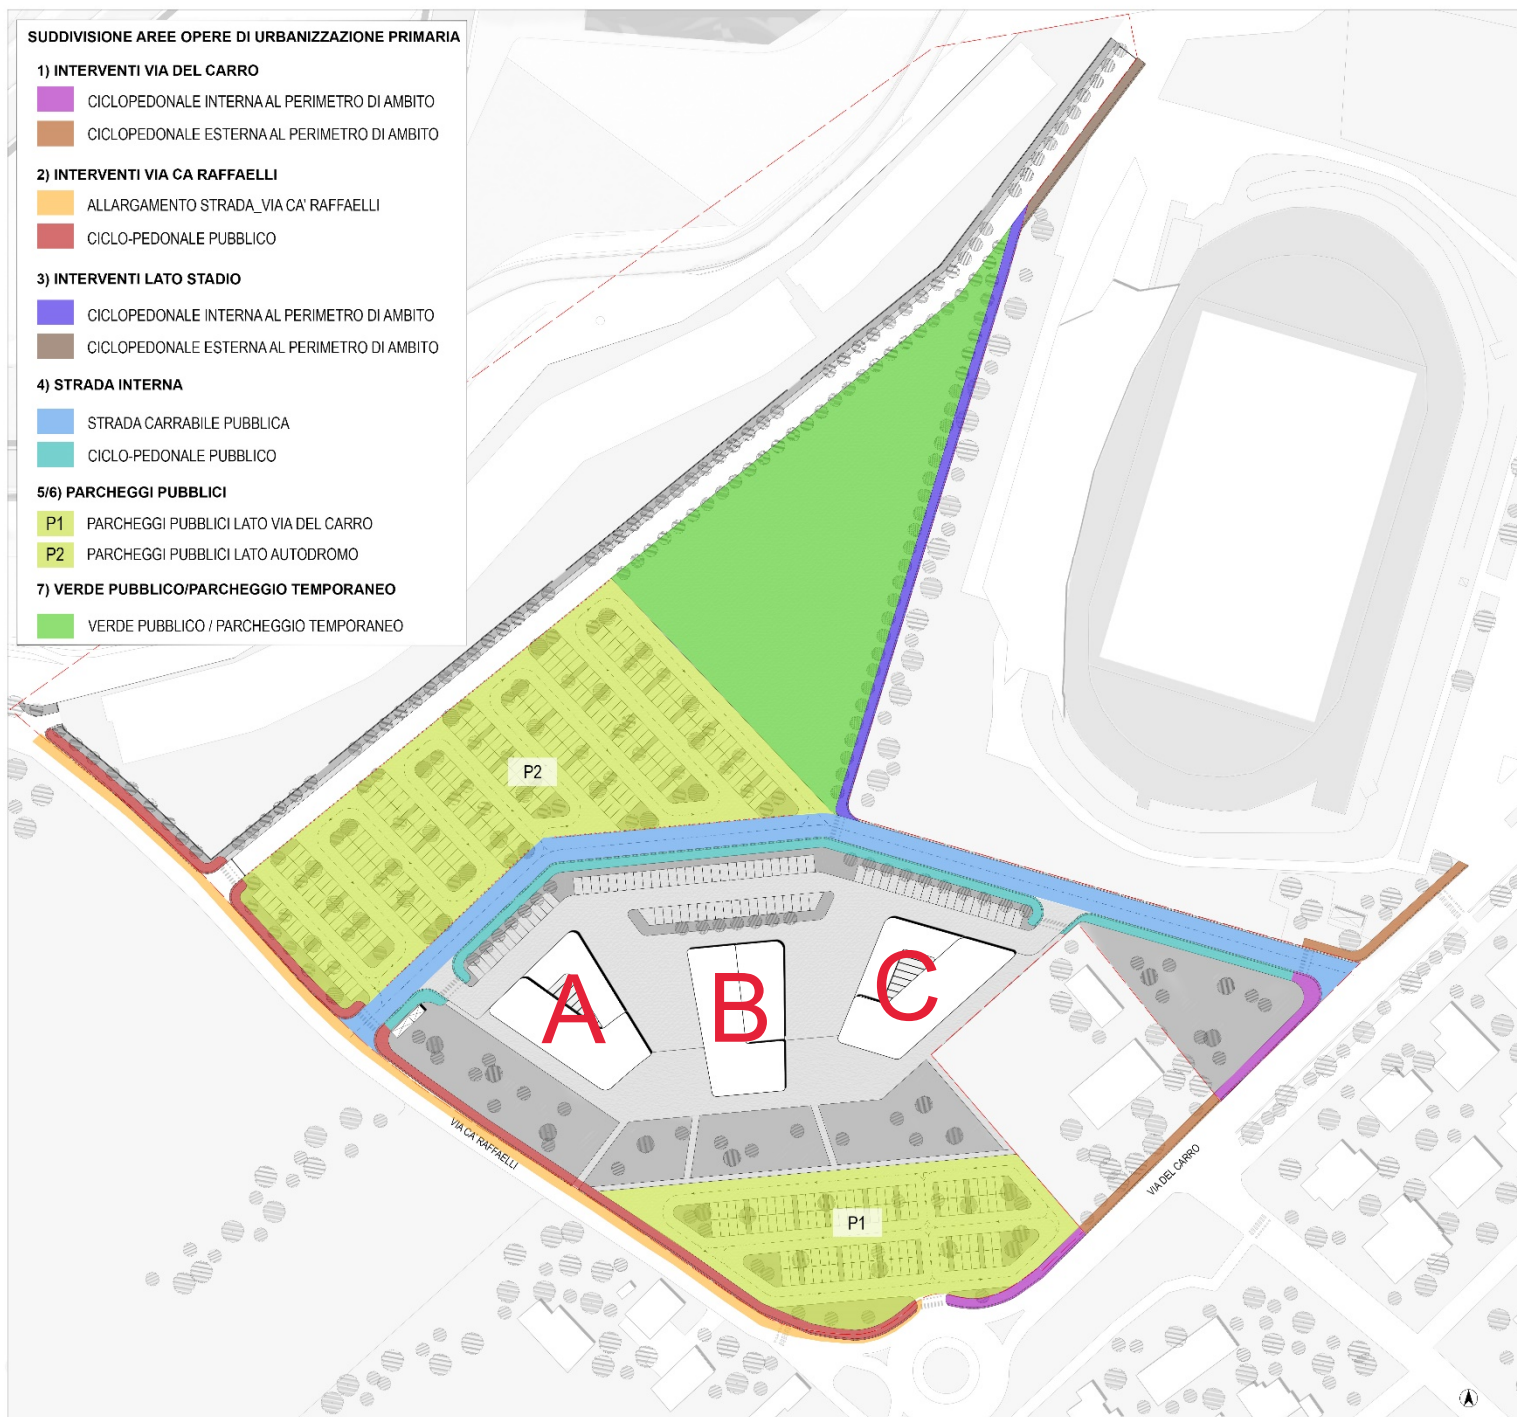 SUDDIVISIONE AREE OPERE DI URBANIZZAZIONE PRIMARIA
1) INTERVENTI VIA DEL CARRO
CICLOPEDONALE INTERNA AL PERIMETRO DI AMBITO
CICLOPEDONALE ESTERNA AL PERIMETRO DI AMBITO
2) INTERVENTI VIA CA RAFFAELLI
ALLARGAMENTO STRADA_VIA CA' RAFFAELLI
CICLO-PEDONALE PUBBLICO
3) INTERVENTI LATO STADIO
CICLOPEDONALE INTERNA AL PERIMETRO DI AMBITO
CICLOPEDONALE ESTERNA AL PERIMETRO DI AMBITO
4) STRADA INTERNA
STRADA CARRABILE PUBBLICA
CICLO-PEDONALE PUBBLICO
5/6) PARCHEGGI PUBBLICI
P1 PARCHEGGI PUBBLICI LATO VIA DEL CARRO
P2 PARCHEGGI PUBBLICI LATO AUTODROMO
7) VERDE PUBBLICO/PARCHEGGIO TEMPORANEO
VERDE PUBBLICO / PARCHEGGIO TEMPORANEO
P2
A
B
C
VIA CA RAFFAELLI
VIA DEL CARRO
P1